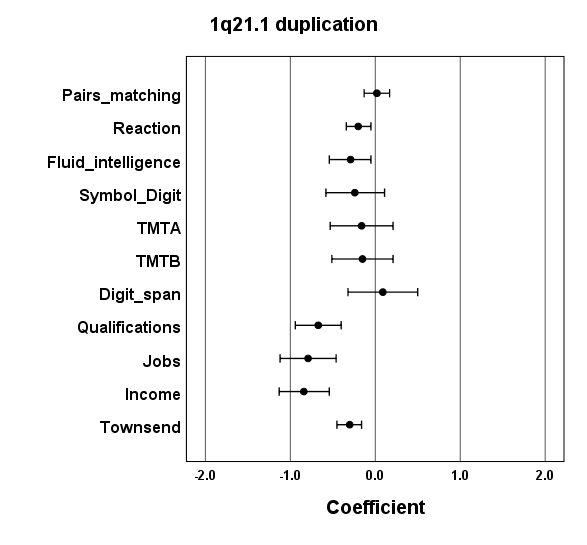 1q21.1 duplication
Pairs_matching
Reaction
Fluid_intelligence
Symbol_Digit
TMTA
TMTB
Digit_span
Qualifications
Jobs
Income
Townsend
-2.0 -1.0 0.0 1.0 2.0
Coefficient